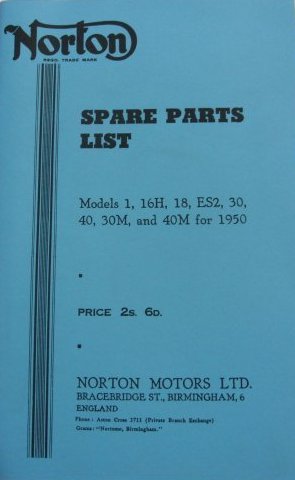 Norton
REGD. TRADE MARK
SPARE PARTS
LIST
Models 1, 16H, 18, ES2, 30,
40, 30M, and 40M for 1950
PRICE 2s. 6D.
NORTON MOTORS LTD.
BRACEBRIDGE ST., BIRMINGHAM, 6
ENGLAND
Phone : Aston Cross 3711 (Private Branch Exchange)
Grams: "Nortomo, Birmingham."